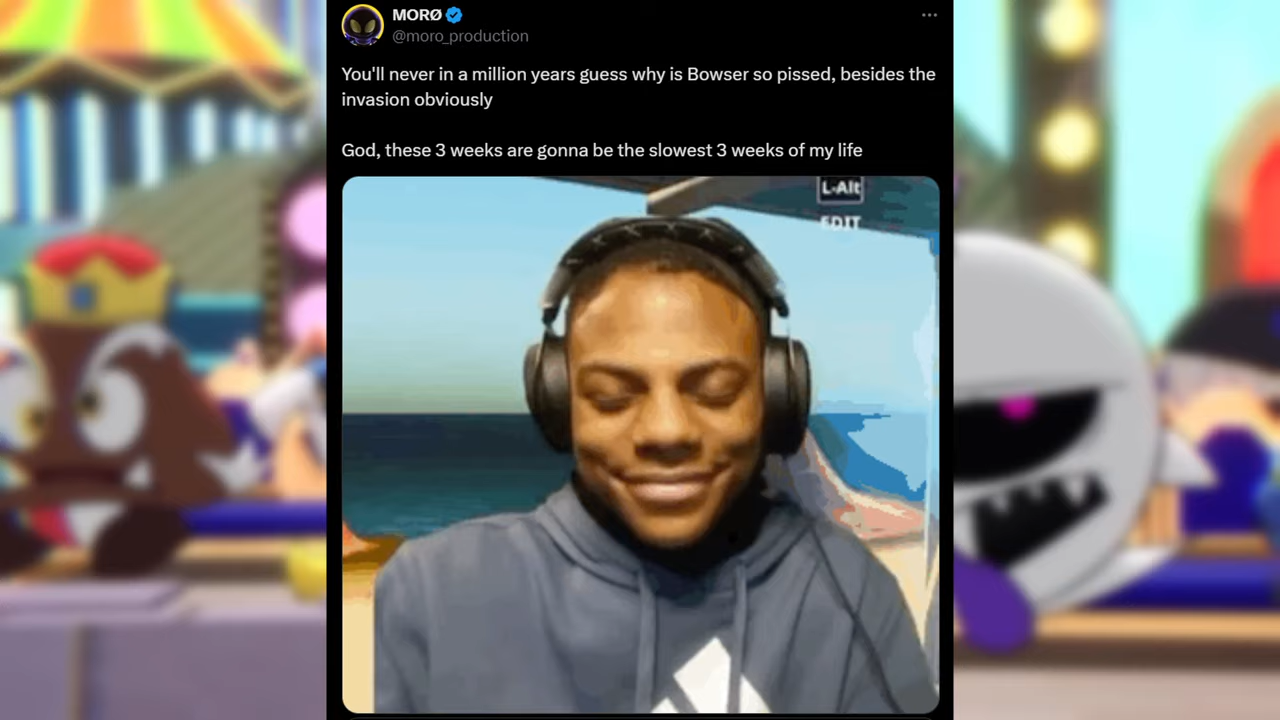 MORØ
@moro_production
You'll never in a million years guess why is Bowser so pissed, besides the
invasion obviously
God, these 3 weeks are gonna be the slowest 3 weeks of my life
L-Alt
EDIT